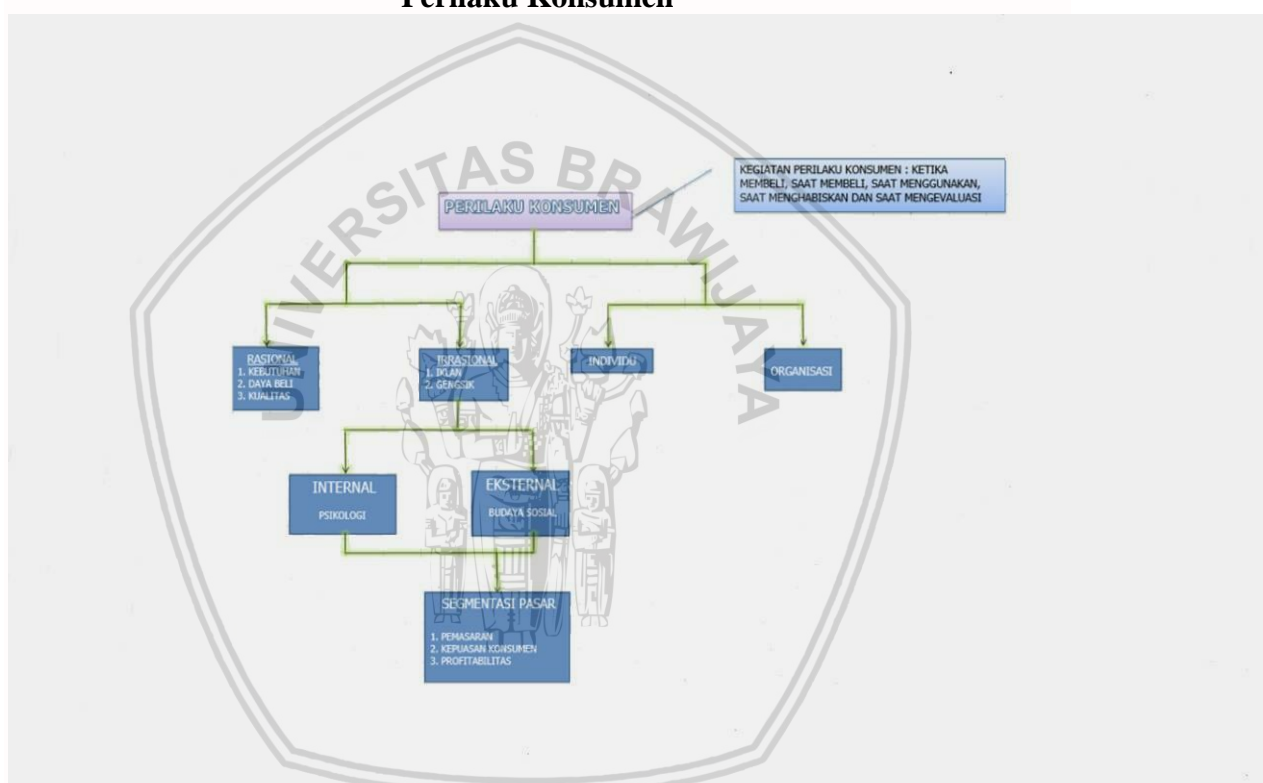 Perilaku Konsumen
UNIVERSITAS BRAWIJAYA
KEGIATAN PERILAKU KONSUMEN : KETIKA
MEMBELI, SAAT MEMBELI, SAAT MENGGUNAKAN,
SAAT MENGHABISKAN DAN SAAT MENGEVALUASI
PERILAKU KONSUMEN
RASIONAL
1. KEBUTUHAN
2. DAYA BELI
3. KUALITAS
IRRASIONAL
1. IKLAN
2. GENGSIK
INDIVIDU
ORGANISASI
INTERNAL
PSIKOLOGI
EKSTERNAL
BUDAYA SOSIAL
SEGMENTASI PASAR
1. PEMASARAN
2. KEPUASAN KONSUMEN
3. PROFITABILITAS